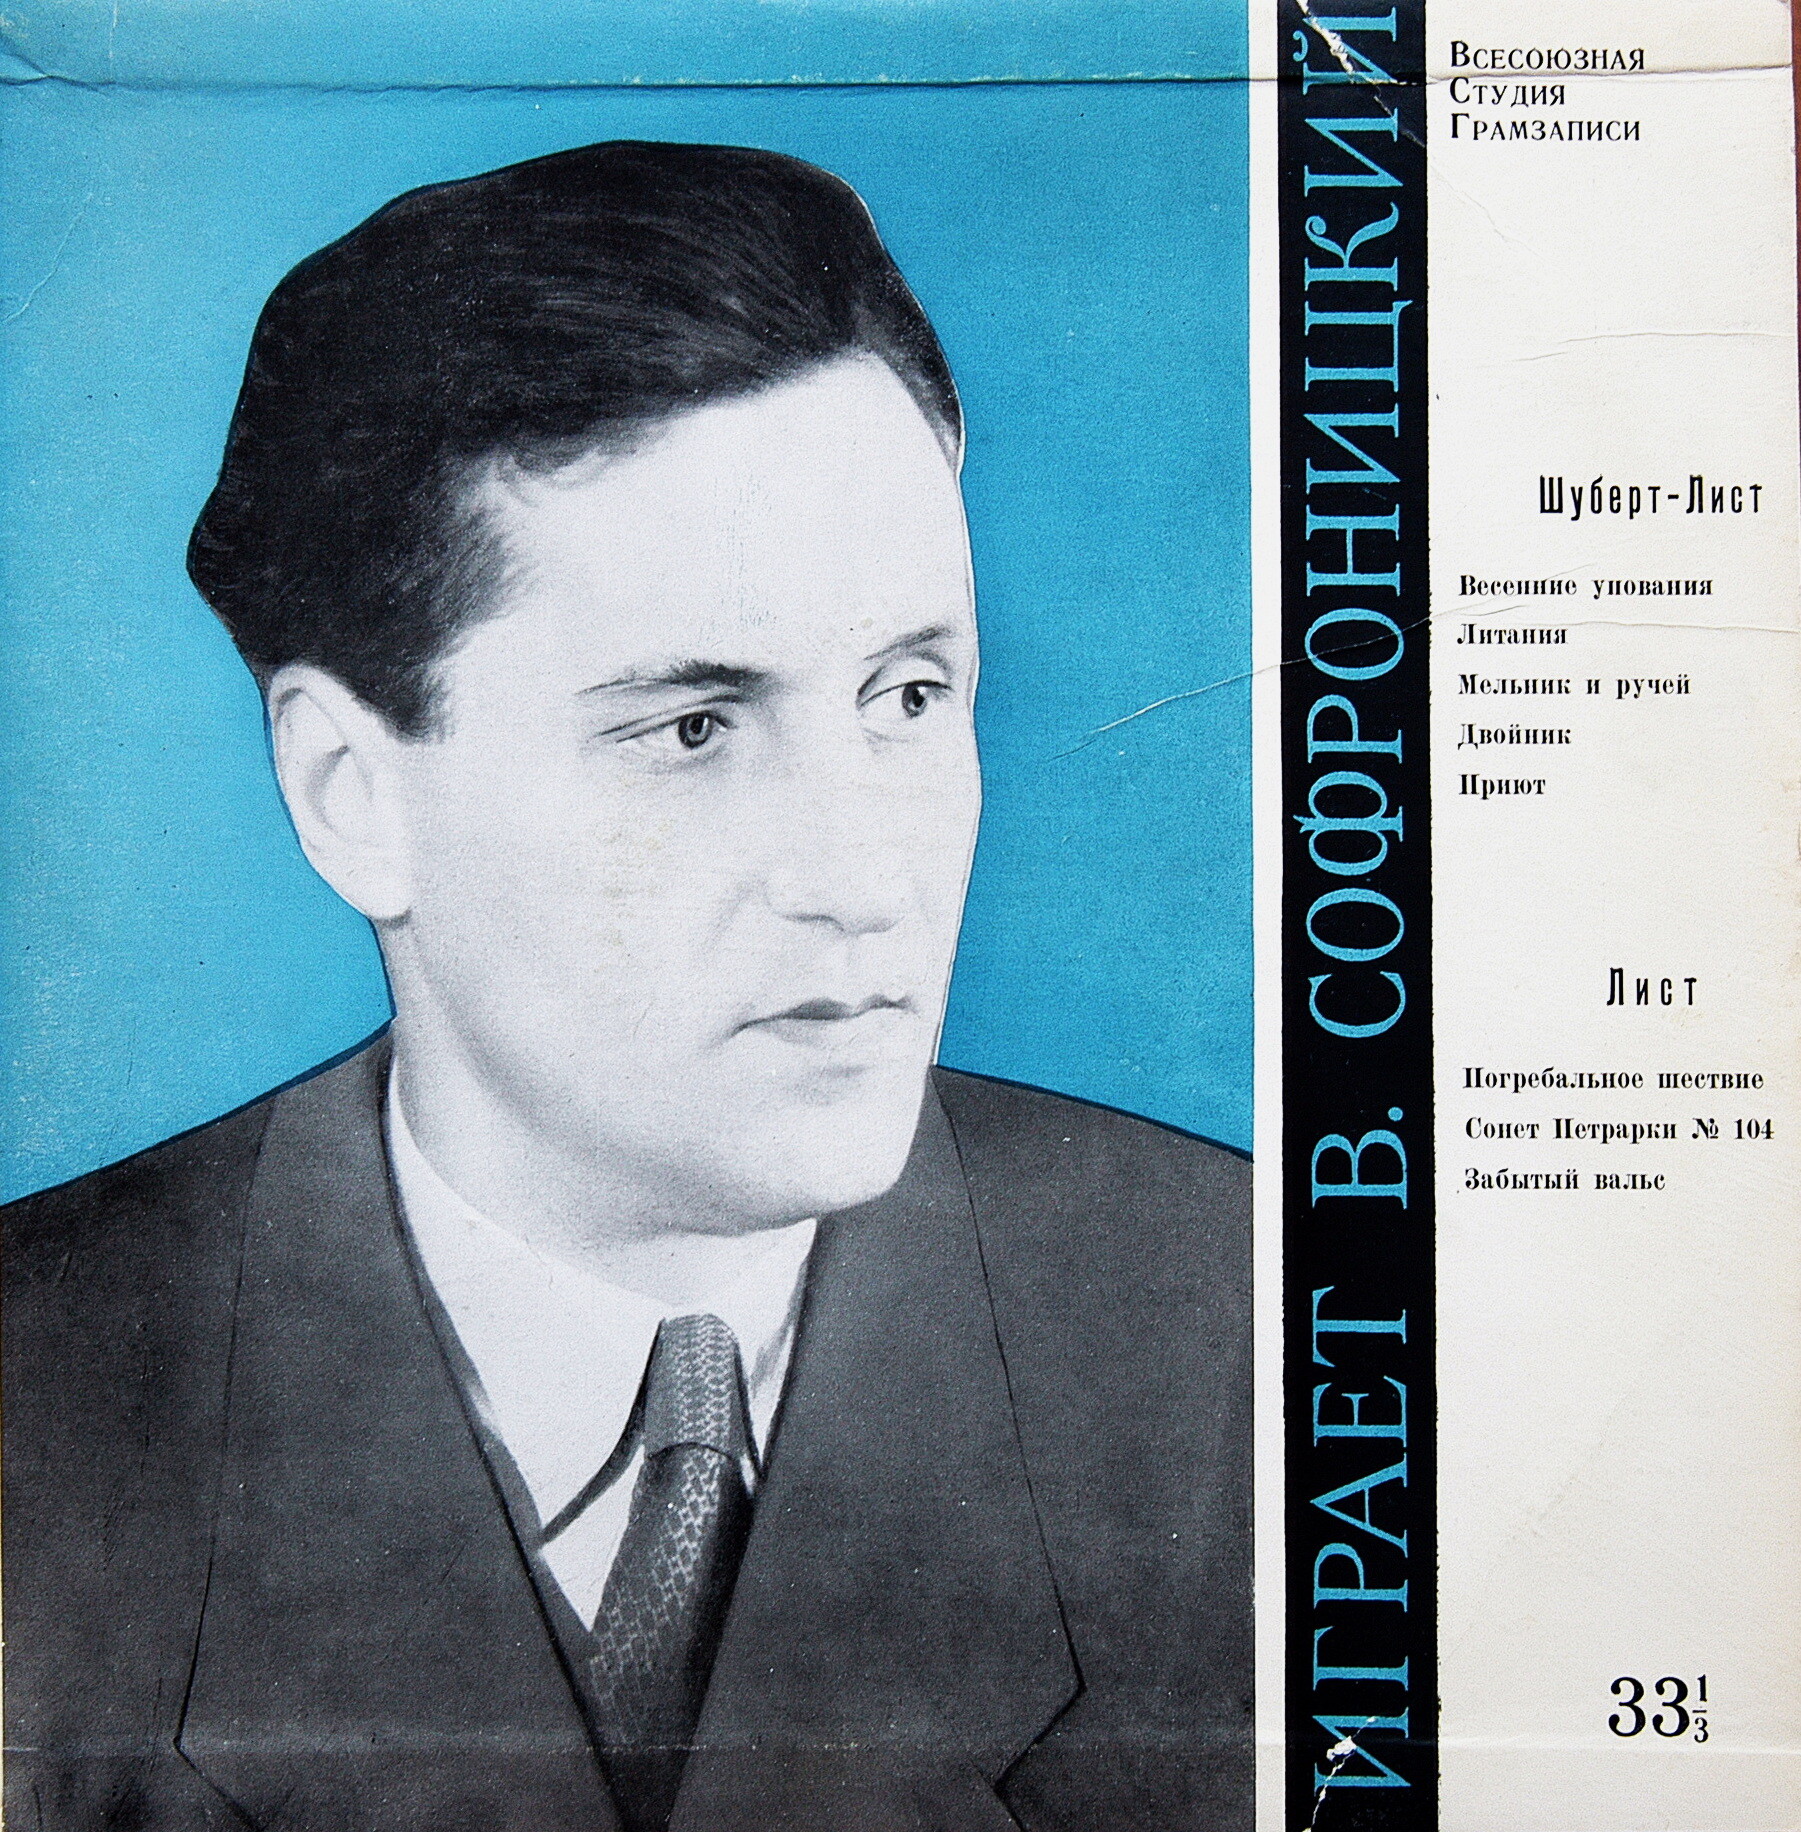 ИГРАЕТ В. СОФРОНИЦКИЙ
ВСЕСОЮЗНАЯ
СТУДИЯ
ГРАМЗАПИСИ
Шуберт-Лист
Весенние упования
Литания
Мельник и ручей
Двойник
Приют
Лист
Погребальное шествие
Сонет Петрарки № 104
Забытый вальс
33 1/3